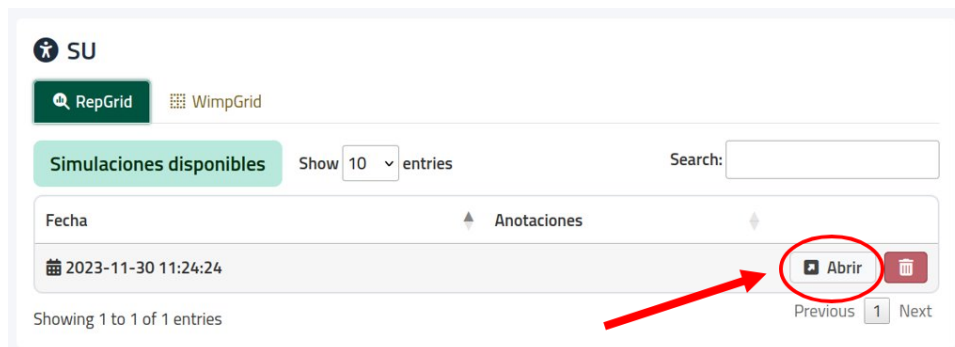 SU
RepGrid WimpGrid
Simulaciones disponibles Show 10 entries Search:
Fecha Anotaciones
2023-11-30 11:24:24 Abrir
Showing 1 to 1 of 1 entries Previous 1 Next